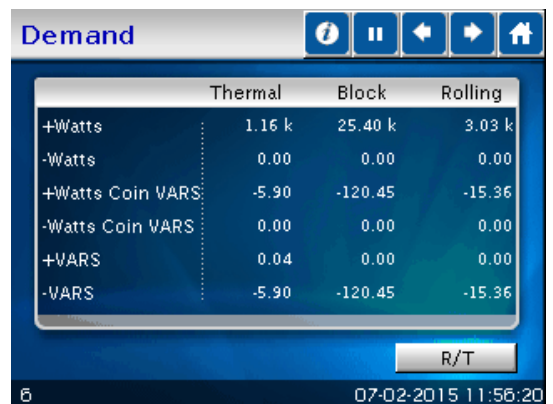 Demand
Thermal Block Rolling
+Watts 1.16 k 25.40 k 3.03 k
-Watts 0.00 0.00 0.00
+Watts Coin VARS -5.90 -120.45 -15.36
-Watts Coin VARS 0.00 0.00 0.00
+VARS 0.04 0.00 0.00
-VARS -5.90 -120.45 -15.36
R/T
6 07-02-2015 11:56:20